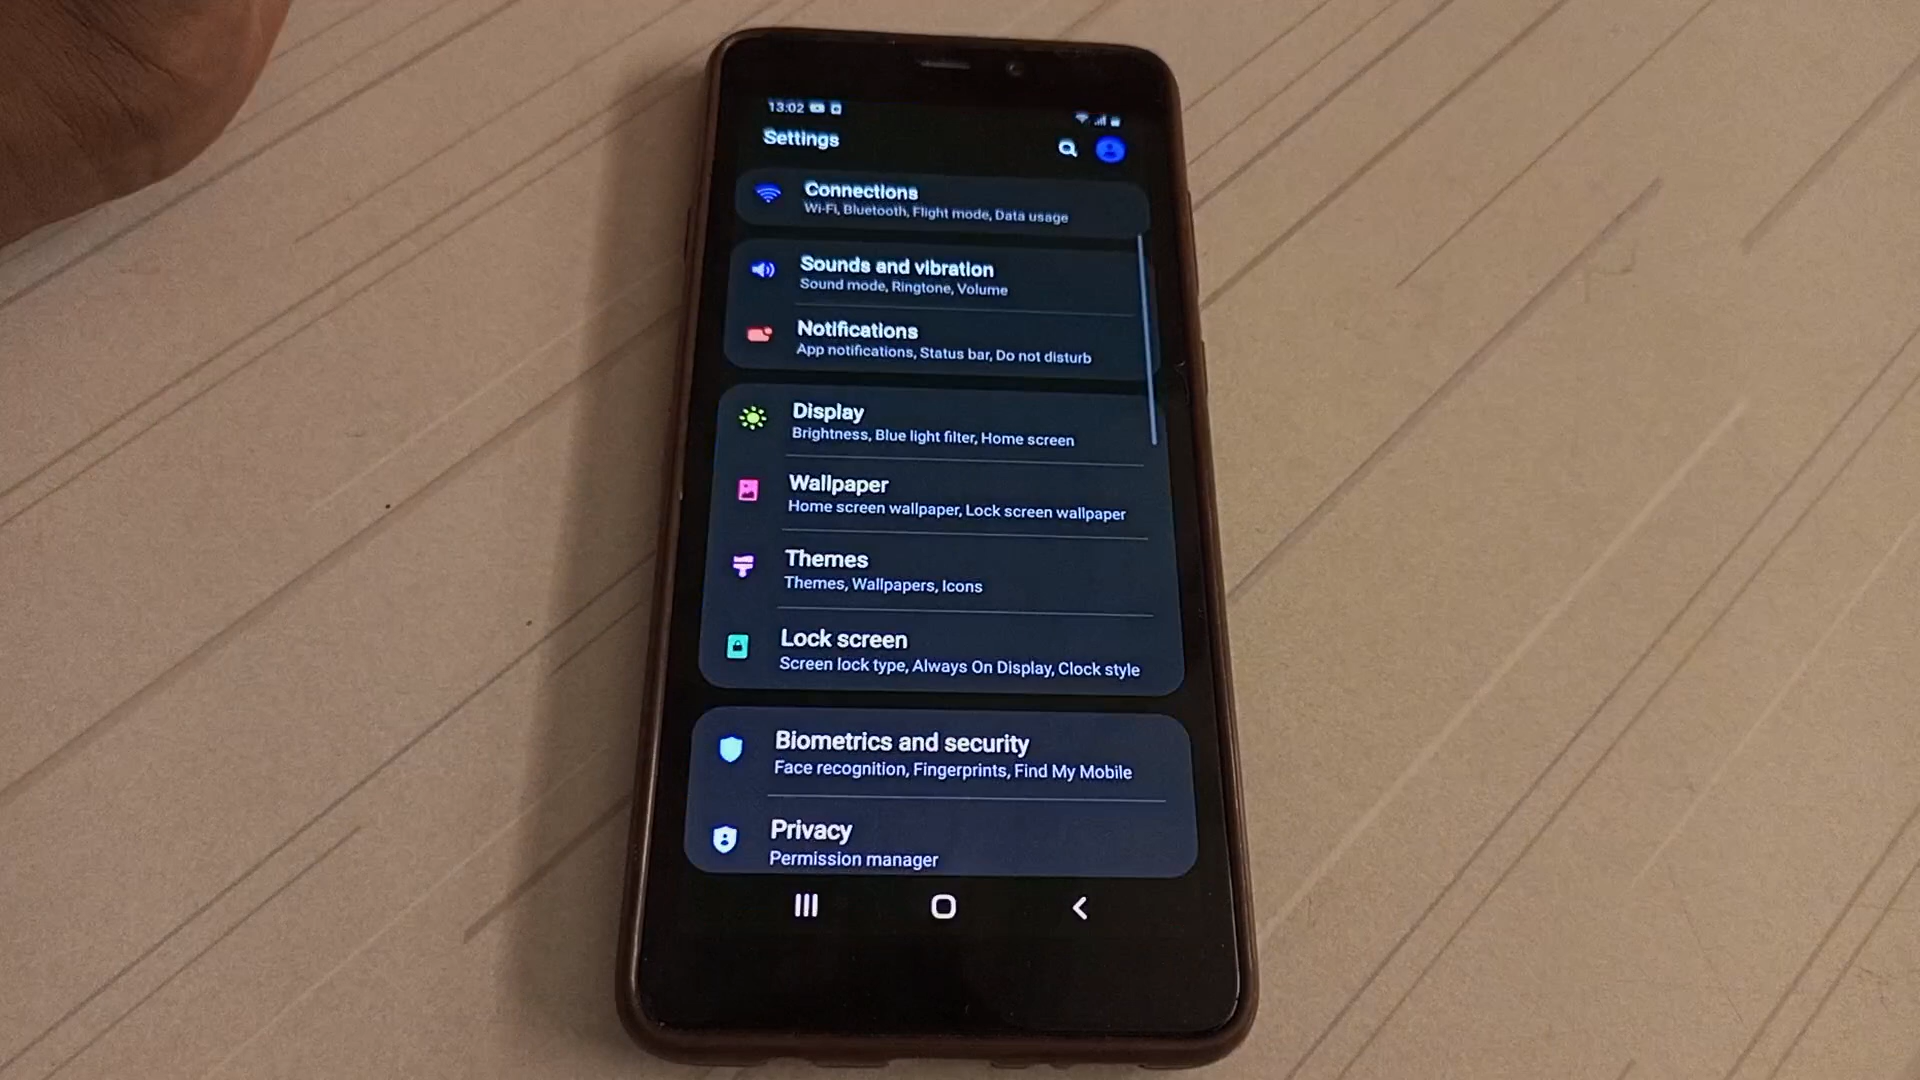 13:02
Settings
Connections
Wi-Fi, Bluetooth, Flight mode, Data usage
Sounds and vibration
Sound mode, Ringtone, Volume
Notifications
App notifications, Status bar, Do not disturb
Display
Brightness, Blue light filter, Home screen
Wallpaper
Home screen wallpaper, Lock screen wallpaper
Themes
Themes, Wallpapers, Icons
Lock screen
Screen lock type, Always On Display, Clock style
Biometrics and security
Face recognition, Fingerprints, Find My Mobile
Privacy
Permission manager